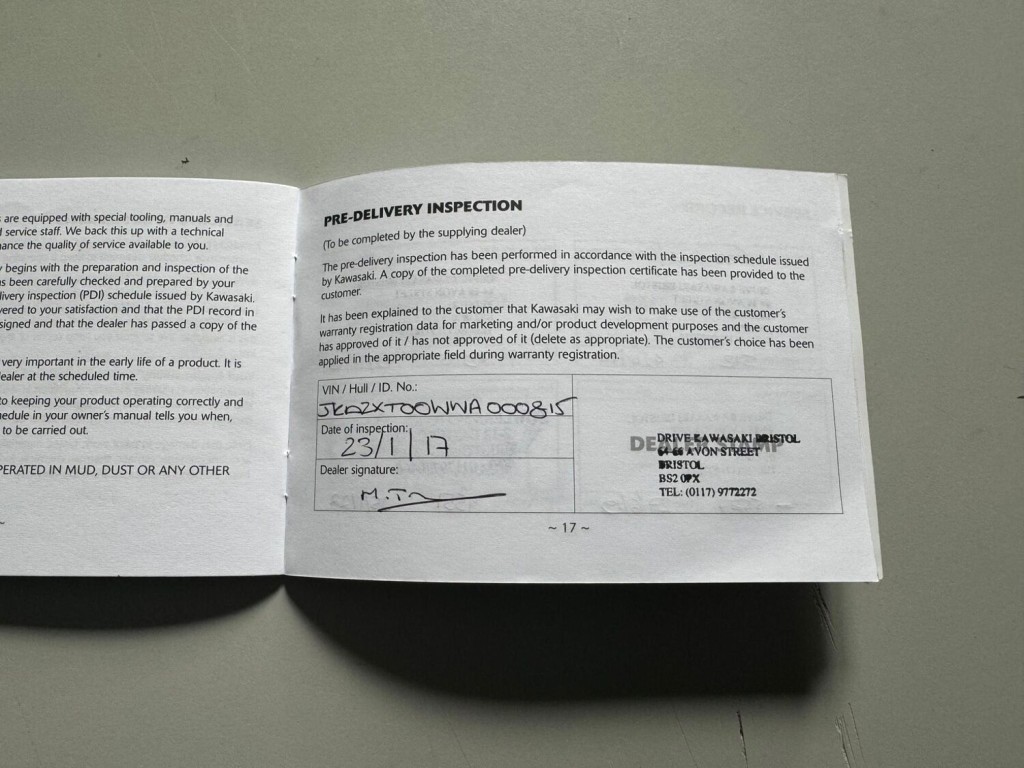 are equipped with special tooling, manuals and
service staff. We back this up with a technical
ance the quality of service available to you.
begins with the preparation and inspection of the
s been carefully checked and prepared by your
livery inspection (PDI) schedule issued by Kawasaki.
vered to your satisfaction and that the PDI record in
signed and that the dealer has passed a copy of the
very important in the early life of a product. It is
ealer at the scheduled time.
to keeping your product operating correctly and
edule in your owner's manual tells you when,
to be carried out.
PERATED IN MUD, DUST OR ANY OTHER
~
PRE-DELIVERY INSPECTION
(To be completed by the supplying dealer)
The pre-delivery inspection has been performed in accordance with the inspection schedule issued
by Kawasaki. A copy of the completed pre-delivery inspection certificate has been provided to the
customer.
It has been explained to the customer that Kawasaki may wish to make use of the customer's
warranty registration data for marketing and/or product development purposes and the customer
has approved of it / has not approved of it (delete as appropriate). The customer's choice has been
applied in the appropriate field during warranty registration.
VIN / Hull / ID. No.:
JKAZXT00WWA000815
Date of inspection:
23/1/17
Dealer signature:
DEALER STAMP
DRIVE KAWASAKI BRISTOL
64-66 AVON STREET
BRISTOL
BS2 0PX
TEL: (0117) 9772272
~ 17 ~